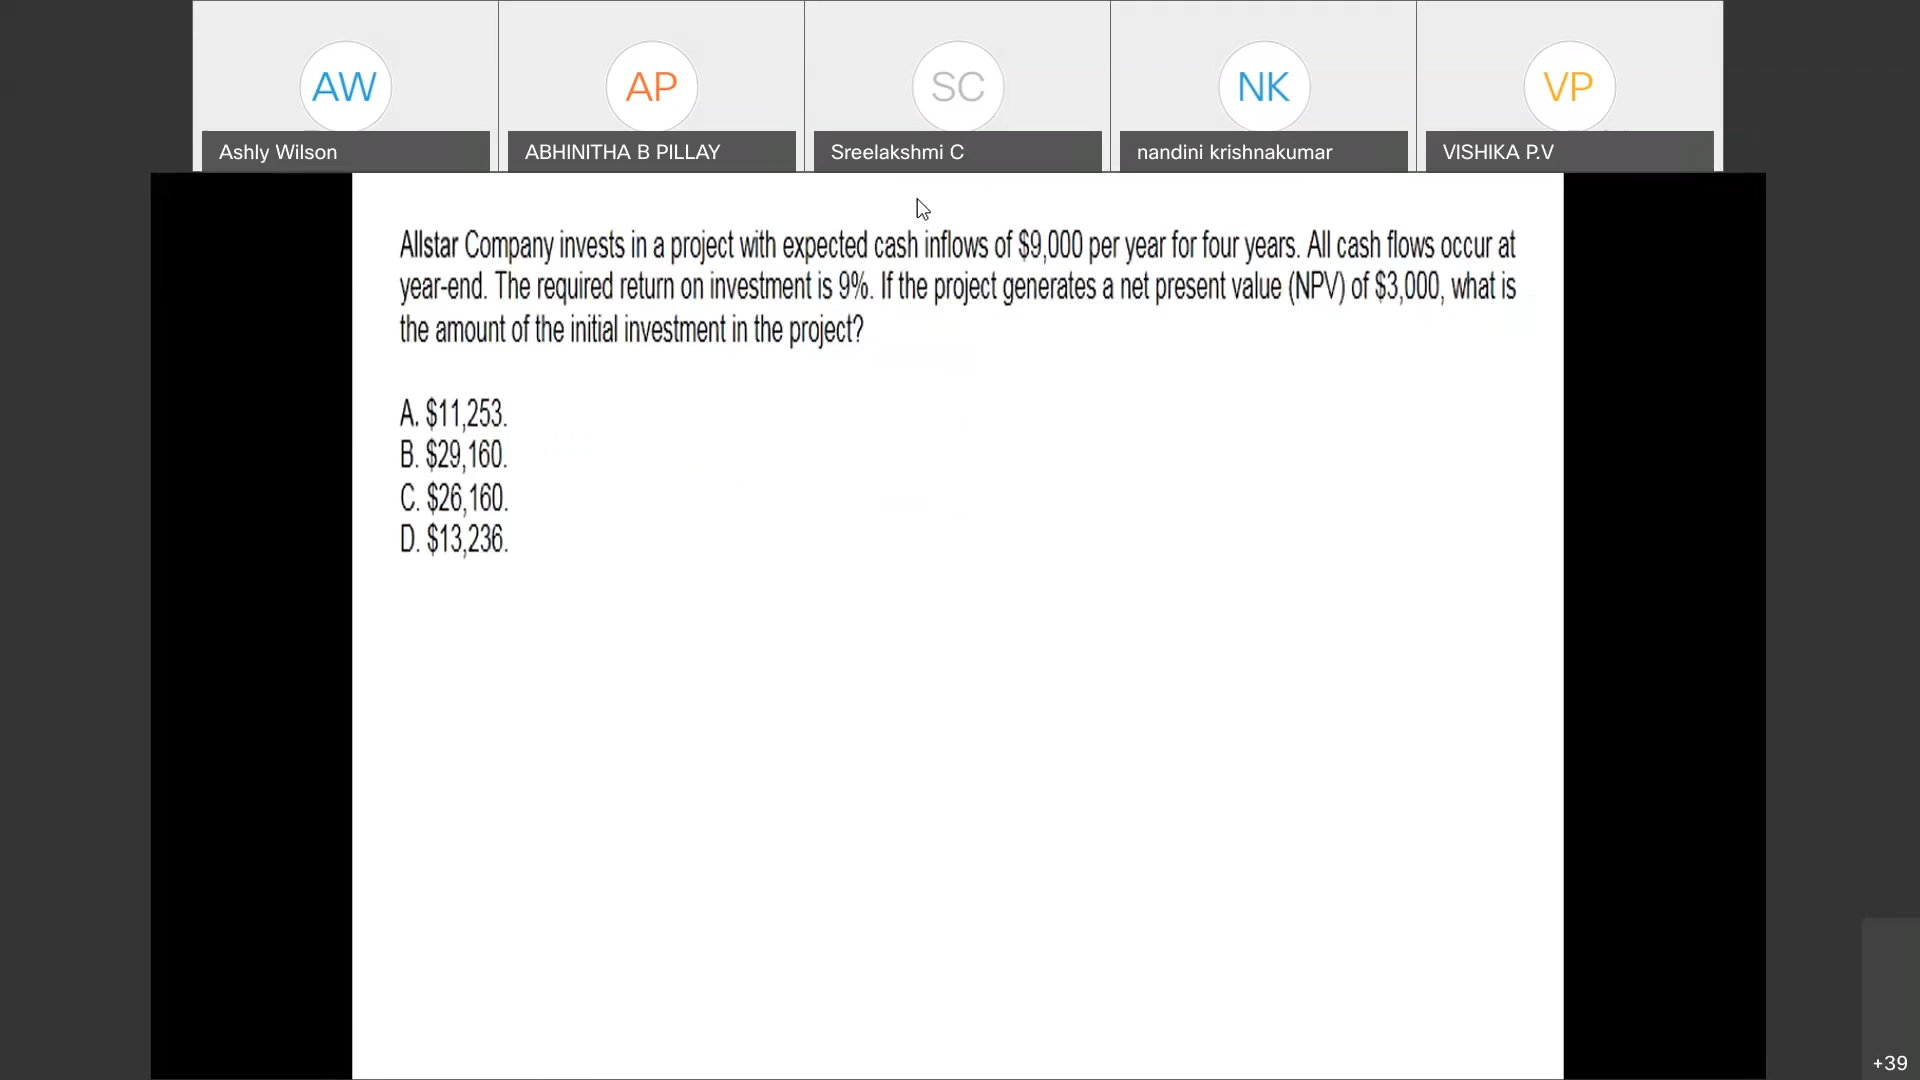 AW
AP
SC
NK
VP
Ashly Wilson
ABHINITHA B PILLAY
Sreelakshmi C
nandini krishnakumar
VISHIKA P.V
Allstar Company invests in a project with expected cash inflows of $9,000 per year for four years. All cash flows occur at
year-end. The required return on investment is 9%. If the project generates a net present value (NPV) of $3,000, what is
the amount of the initial investment in the project?
A. $11,253.
B. $29,160.
C. $26,160.
D. $13,236.
+39